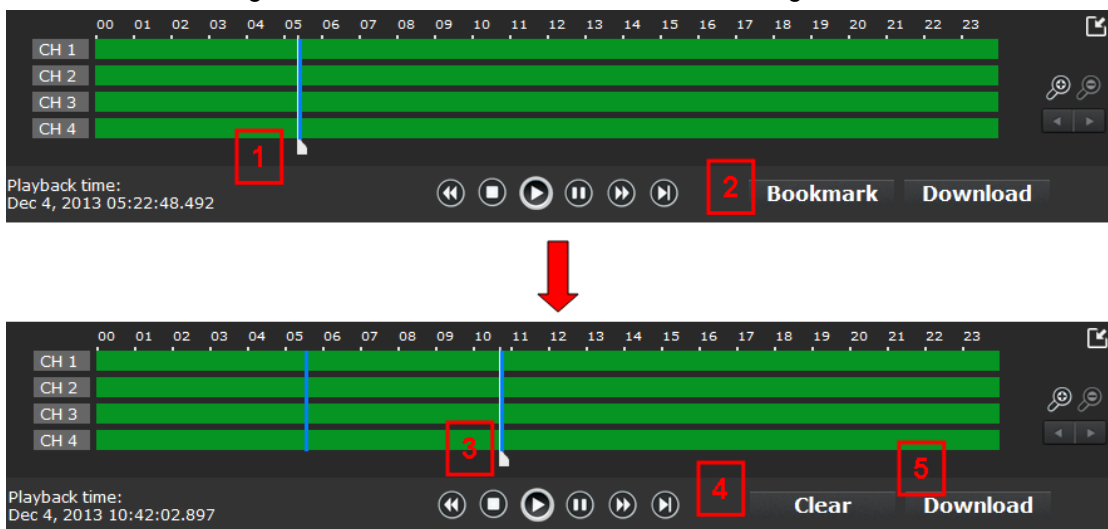 00 01 02 03 04 05 06 07 08 09 10 11 12 13 14 15 16 17 18 19 20 21 22 23
CH 1
CH 2
CH 3
CH 4
1
Playback time:
Dec 4, 2013 05:22:48.492
2
Bookmark
Download
00 01 02 03 04 05 06 07 08 09 10 11 12 13 14 15 16 17 18 19 20 21 22 23
CH 1
CH 2
CH 3
CH 4
3
Playback time:
Dec 4, 2013 10:42:02.897
4
Clear
5
Download